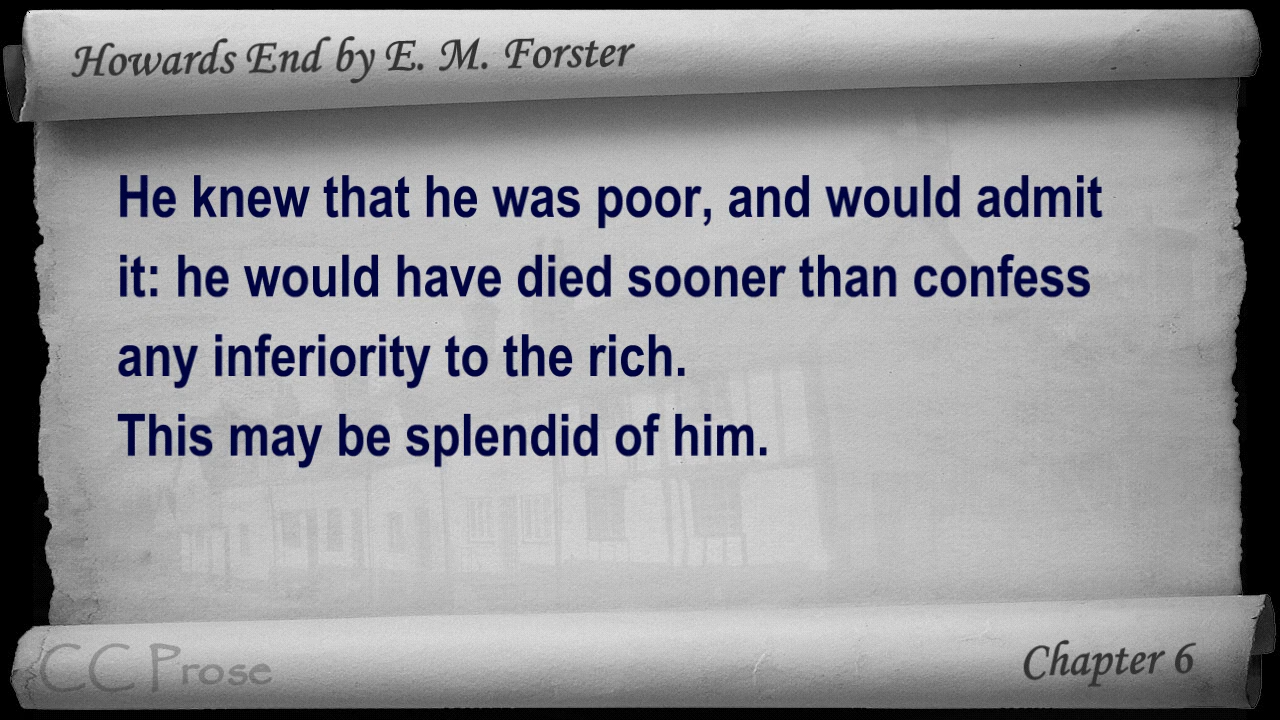 Howards End by E. M. Forster
He knew that he was poor, and would admit
it: he would have died sooner than confess
any inferiority to the rich.
This may be splendid of him.
CC Prose
Chapter 6